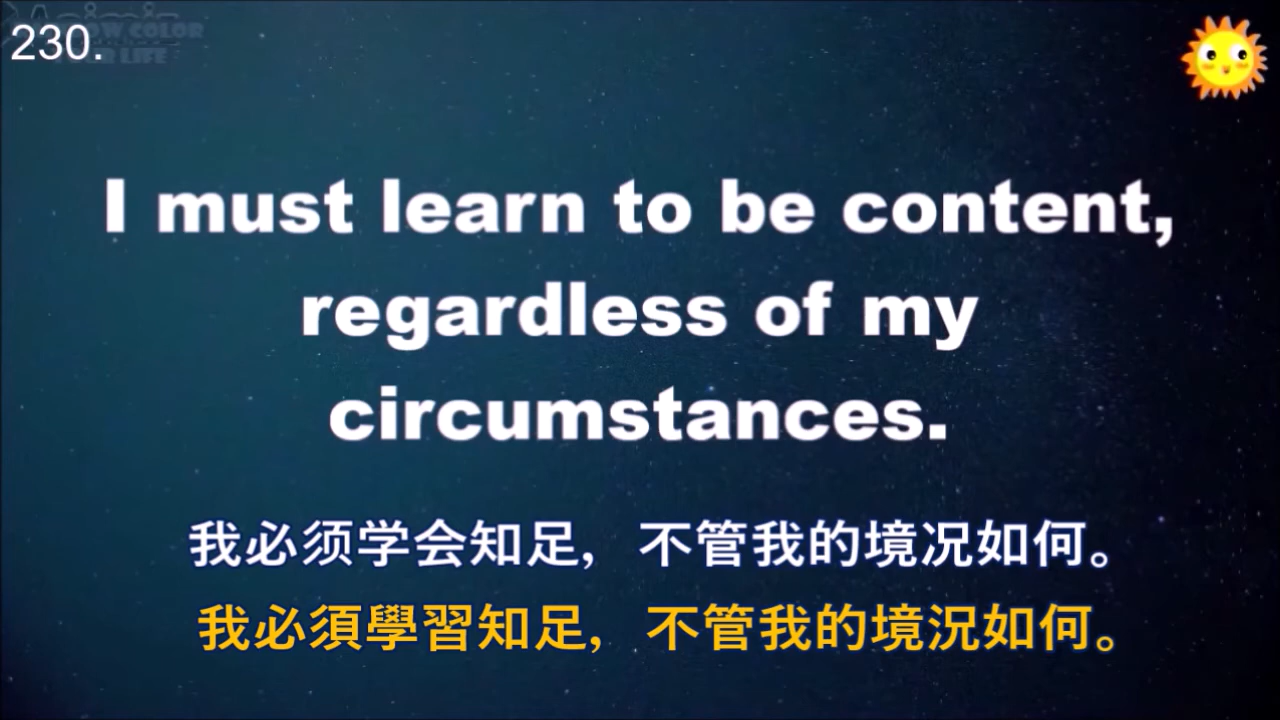 230.
I must learn to be content,
regardless of my
circumstances.
我必须学会知足, 不管我的境况如何。
我必須學習知足, 不管我的境況如何。